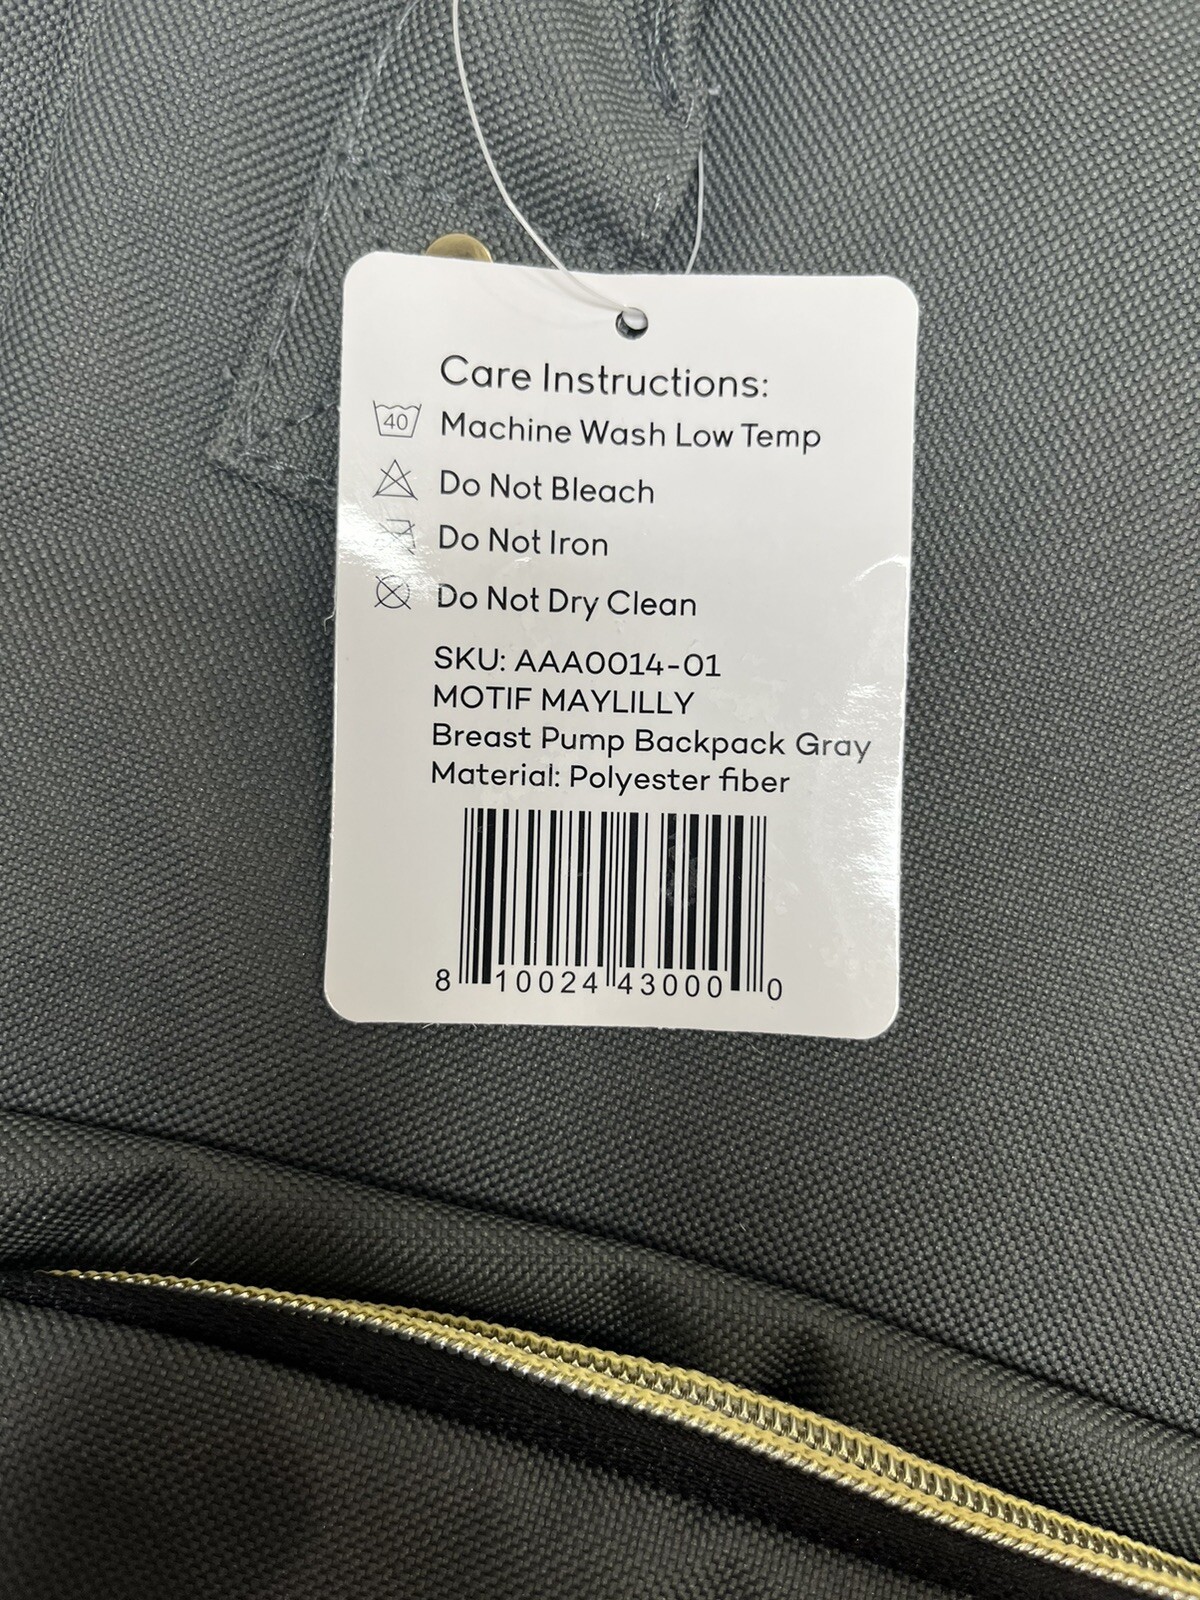 Care Instructions:
40 Machine Wash Low Temp
Do Not Bleach
Do Not Iron
Do Not Dry Clean
SKU: AAA0014-01
MOTIF MAYLILLY
Breast Pump Backpack Gray
Material: Polyester fiber
8 10024 43000 0